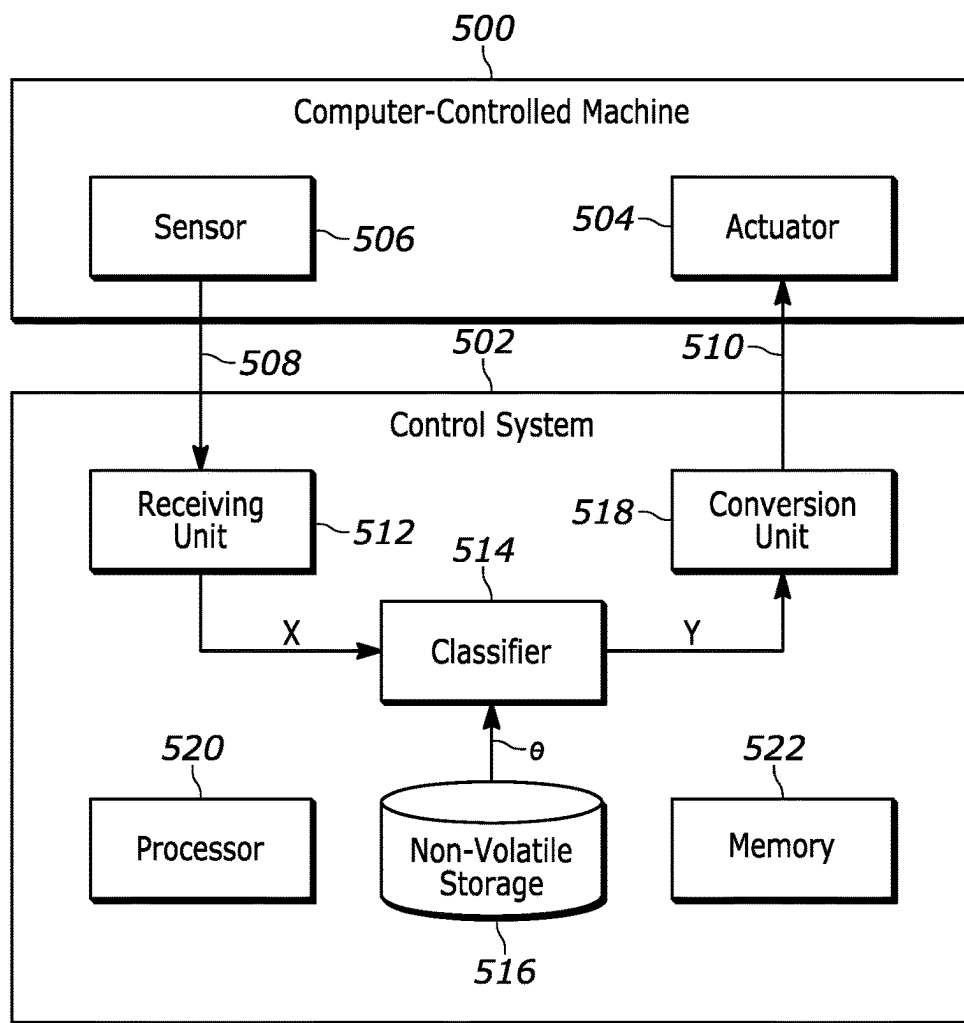 500
Computer-Controlled Machine
Sensor
506
504
Actuator
508
502
510
Control System
Receiving
Unit
512
518
Conversion
Unit
514
X
Classifier
Y
θ
520
522
Processor
Non-Volatile
Storage
Memory
516